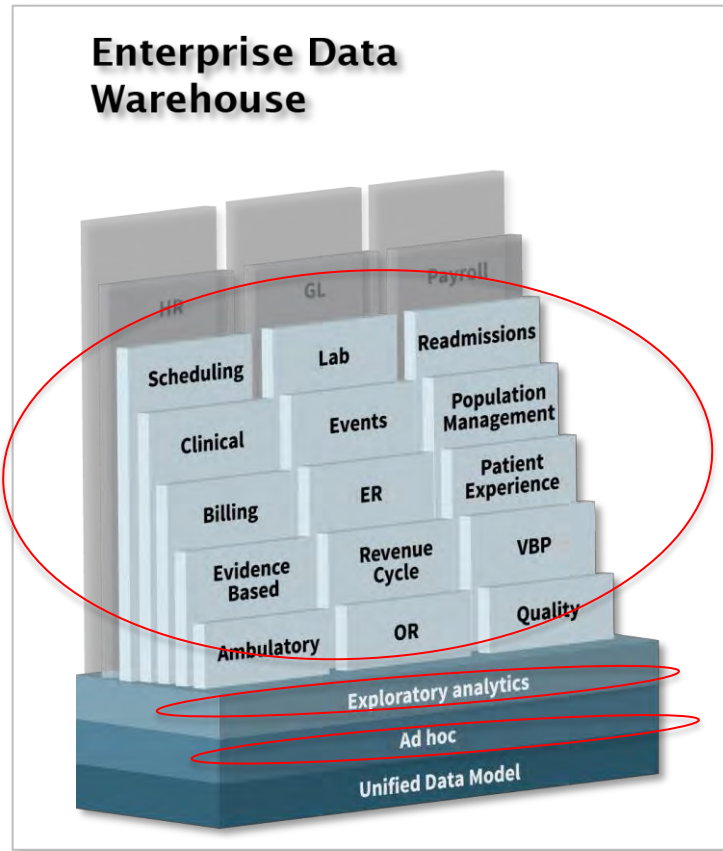 Enterprise Data
Warehouse
HR
GL
Payroll
Scheduling
Lab
Readmissions
Clinical
Events
Population
Management
Billing
ER
Patient
Experience
Evidence
Based
Revenue
Cycle
VBP
Ambulatory
OR
Quality
Exploratory analytics
Ad hoc
Unified Data Model